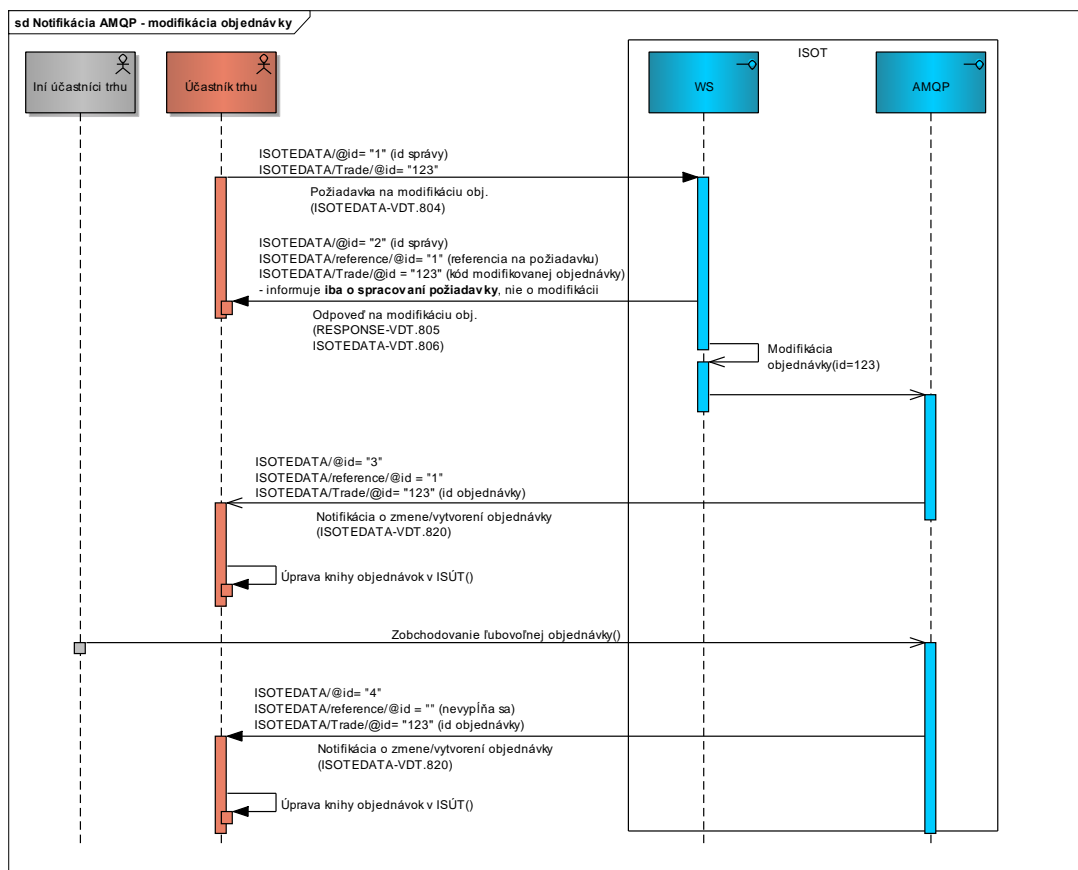 sd Notifikácia AMQP - modifikácia objednávky
ISOT
Iní účastníci trhu
Účastník trhu
WS
AMQP
ISOTEDATA/@id= "1" (id správy)
ISOTEDATA/Trade/@id= "123"
Požiadavka na modifikáciu obj.
(ISOTEDATA-VDT.804)
ISOTEDATA/@id= "2" (id správy)
ISOTEDATA/reference/@id= "1" (referencia na požiadavku)
ISOTEDATA/Trade/@id = "123" (kód modifikovanej objednávky)
- informuje iba o spracovaní požiadavky, nie o modifikácii
Odpoveď na modifikáciu obj.
(RESPONSE-VDT.805
ISOTEDATA-VDT.806)
Modifikácia
objednávky(id=123)
ISOTEDATA/@id= "3"
ISOTEDATA/reference/@id = "1"
ISOTEDATA/Trade/@id= "123" (id objednávky)
Notifikácia o zmene/vytvorení objednávky
(ISOTEDATA-VDT.820)
Úprava knihy objednávok v ISÚT()
Zobchodovanie ľubovoľnej objednávky()
ISOTEDATA/@id= "4"
ISOTEDATA/reference/@id = "" (nevypĺňa sa)
ISOTEDATA/Trade/@id= "123" (id objednávky)
Notifikácia o zmene/vytvorení objednávky
(ISOTEDATA-VDT.820)
Úprava knihy objednávok v ISÚT()